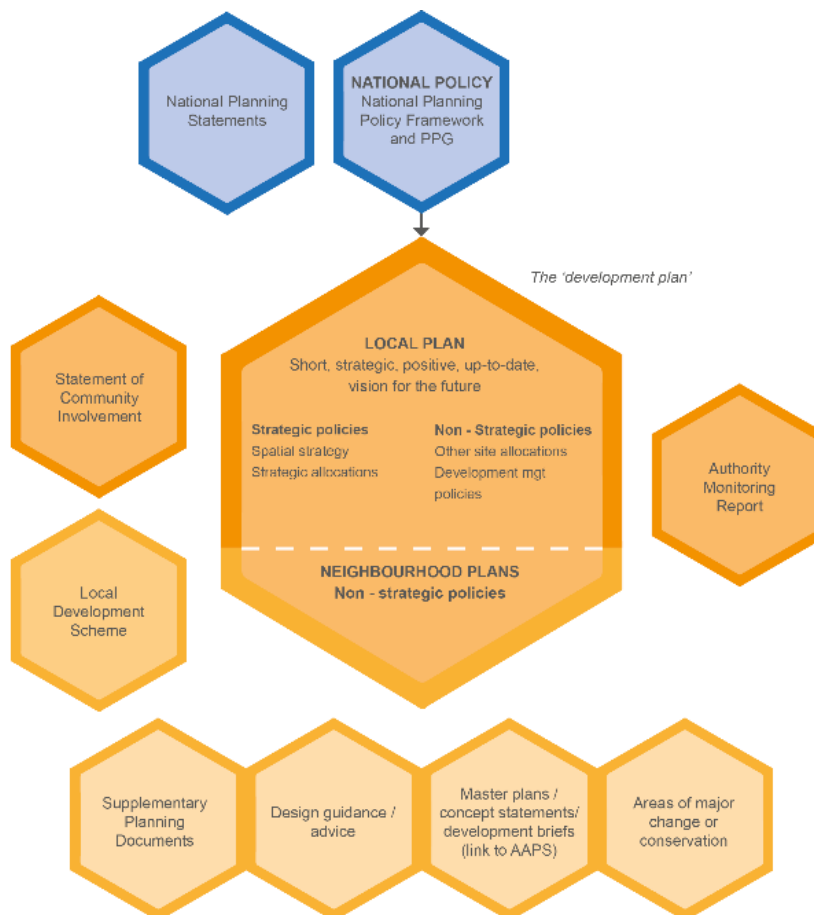 National Planning
Statements
NATIONAL POLICY
National Planning
Policy Framework
and PPG
The 'development plan'
LOCAL PLAN
Short, strategic, positive, up-to-date,
vision for the future
Strategic policies
Spatial strategy
Strategic allocations
Non - Strategic policies
Other site allocations
Development mgt
policies
NEIGHBOURHOOD PLANS
Non - strategic policies
Statement of
Community
Involvement
Authority
Monitoring
Report
Local
Development
Scheme
Supplementary
Planning
Documents
Design guidance /
advice
Master plans /
concept statements/
development briefs
(link to AAPS)
Areas of major
change or
conservation